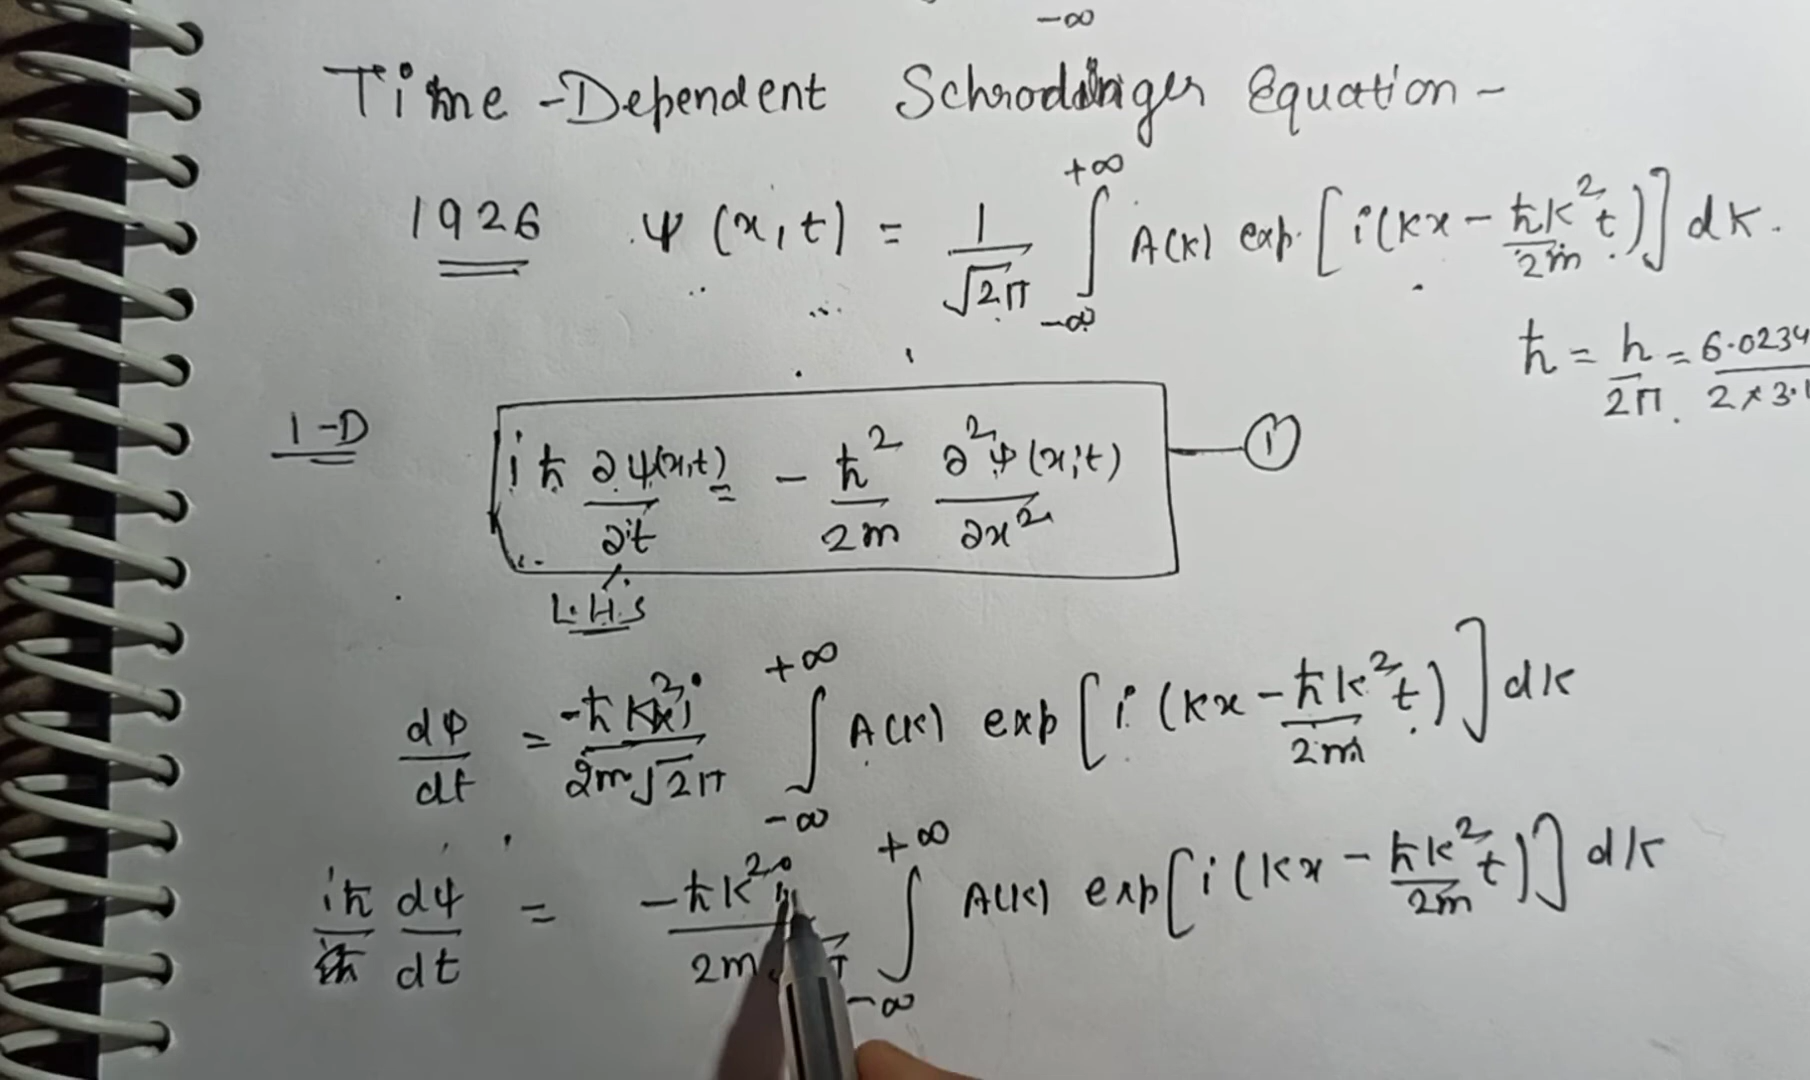 -∞
Time-Dependent Schrodinger Equation -
1926 ψ(x,t) = 1/√2π ∫ +∞ -∞ A(k) exp. [i(kx - ħk²/2m t)] dk.
ħ = h/2π = 6.0234/2×3.1
1-D iħ ∂ψ(x,t)/∂t = - ħ²/2m ∂²ψ(x,t)/∂x² ①
L.H.S
dψ/dt = -ħk²i/2m√2π ∫ +∞ -∞ A(k) exp [i(kx - ħk²/2m t)] dk
iħ dψ/dt = -ħk²/2m ∫ +∞ -∞ A(k) exp[i(kx - ħk²/2m t)] dk